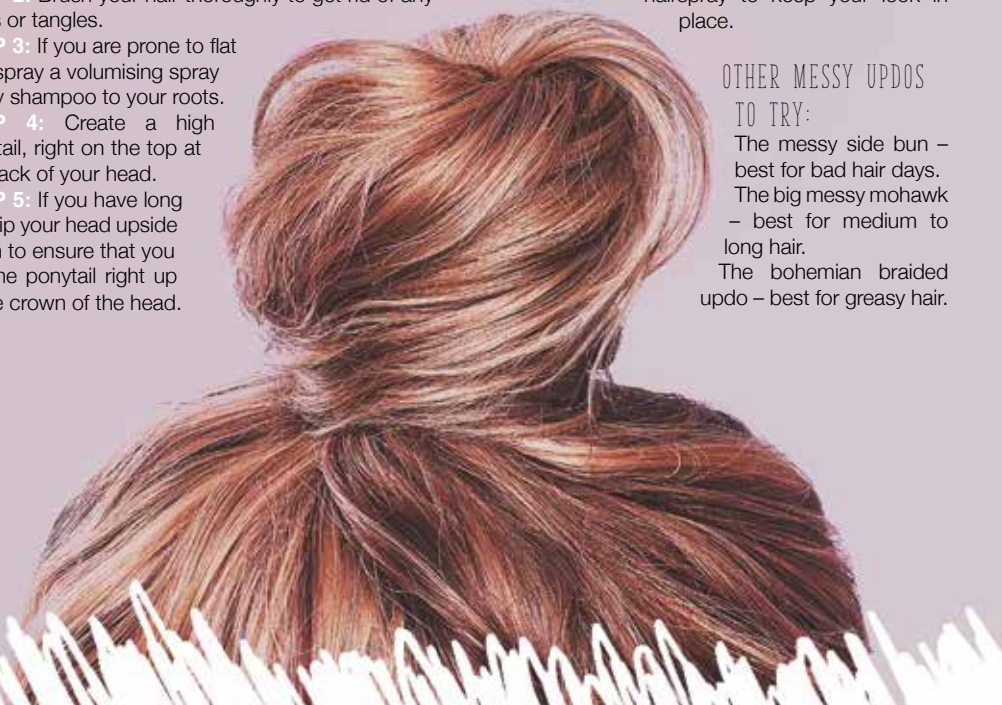 Brush your hair thoroughly to get rid of any
or tangles.
3: If you are prone to flat
spray a volumising spray
shampoo to your roots.
4: Create a high
tail, right on the top at
ack of your head.
5: If you have long
ip your head upside
to ensure that you
ne ponytail right up
crown of the head.
hairspray to keep your look in
place.
OTHER MESSY UPDOS
TO TRY:
The messy side bun –
best for bad hair days.
The big messy mohawk
– best for medium to
long hair.
The bohemian braided
updo – best for greasy hair.